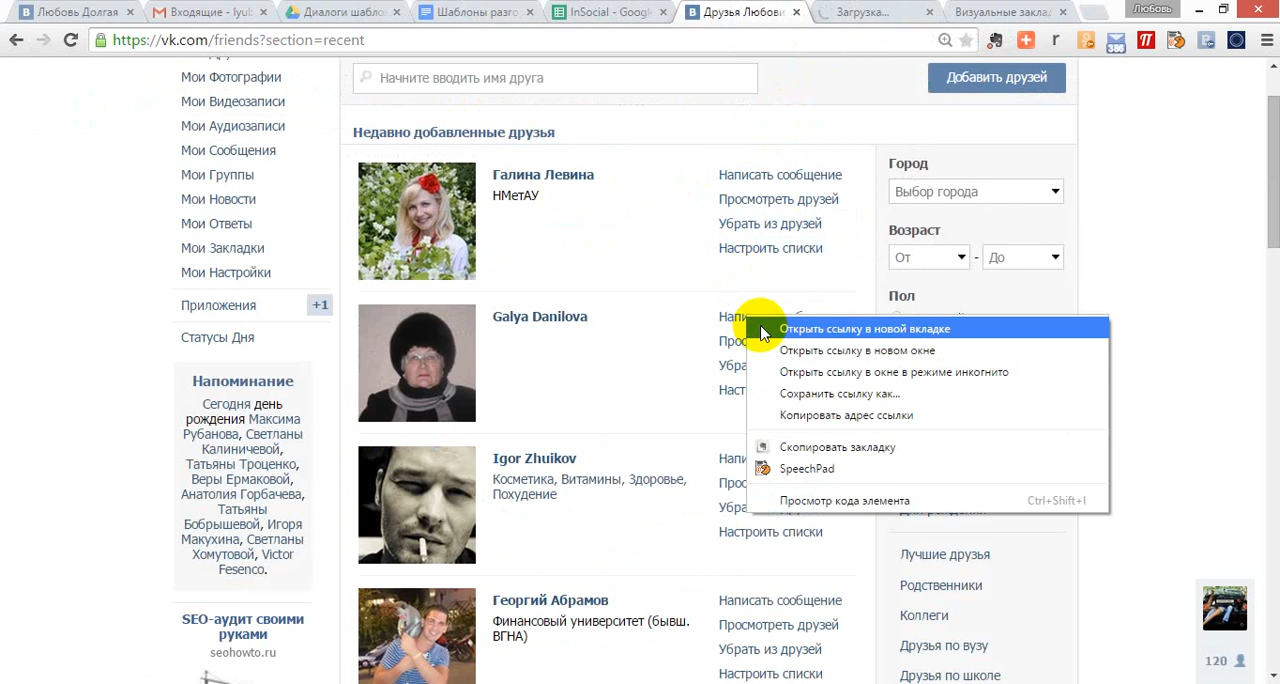 Любовь Долгая
Входящие - lyub
Диалоги шабло
Шаблоны разго
InSocial - Google
Друзья Любови
Загрузка...
Визуальные заклад
Любовь
https://vk.com/friends?section=recent
386
Мои Фотографии
Мои Видеозаписи
Мои Аудиозаписи
Мои Сообщения
Мои Группы
Мои Новости
Мои Ответы
Мои Закладки
Мои Настройки
Приложения
+1
Статусы Дня
Напоминание
Сегодня день
рождения Максима
Рубанова, Светланы
Калиничевой,
Татьяны Троценко,
Веры Ермаковой,
Анатолия Горбачева,
Татьяны
Бобрышевой, Игоря
Макухина, Светланы
Хомутовой, Victor
Fesenco.
SEO-аудит своими
руками
seohowto.ru
Начните вводить имя друга
Добавить друзей
Недавно добавленные друзья
Галина Левина
НМетАУ
Написать сообщение
Просмотреть друзей
Убрать из друзей
Настроить списки
Galya Danilova
Igor Zhuikov
Косметика, Витамины, Здоровье,
Похудение
Настроить списки
Георгий Абрамов
Финансовый университет (бывш.
ВГНА)
Написать сообщение
Просмотреть друзей
Убрать из друзей
Настроить списки
Город
Выбор города
Возраст
От
-
До
Пол
Открыть ссылку в новой вкладке
Открыть ссылку в новом окне
Открыть ссылку в окне в режиме инкогнито
Сохранить ссылку как...
Копировать адрес ссылки
Скопировать закладку
SpeechPad
Просмотр кода элемента
Ctrl+Shift+I
Лучшие друзья
Родственники
Коллеги
Друзья по вузу
Друзья по школе
120